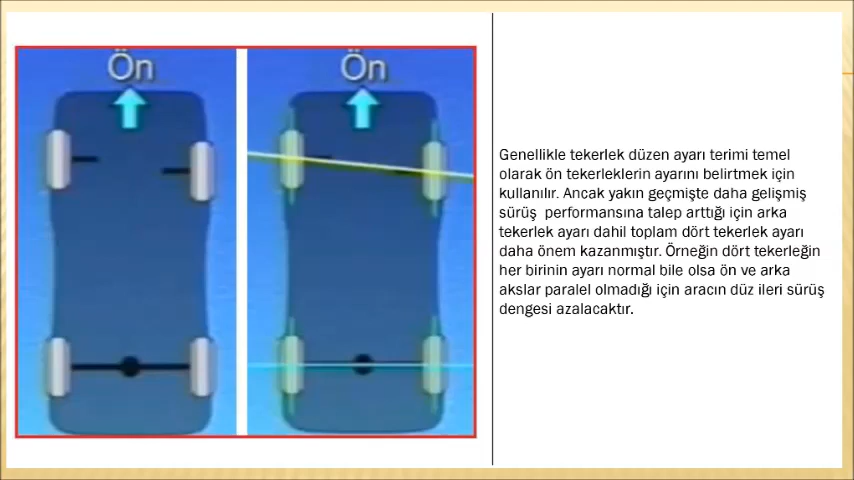 Ön
Ön
Genellikle tekerlek düzen ayarı terimi temel
olarak ön tekerleklerin ayarını belirtmek için
kullanılır. Ancak yakın geçmişte daha gelişmiş
sürüş performansına talep arttığı için arka
tekerlek ayarı dahil toplam dört tekerlek ayarı
daha önem kazanmıştır. Örneğin dört tekerleğin
her birinin ayarı normal bile olsa ön ve arka
akslar paralel olmadığı için aracın düz ileri sürüş
dengesi azalacaktır.